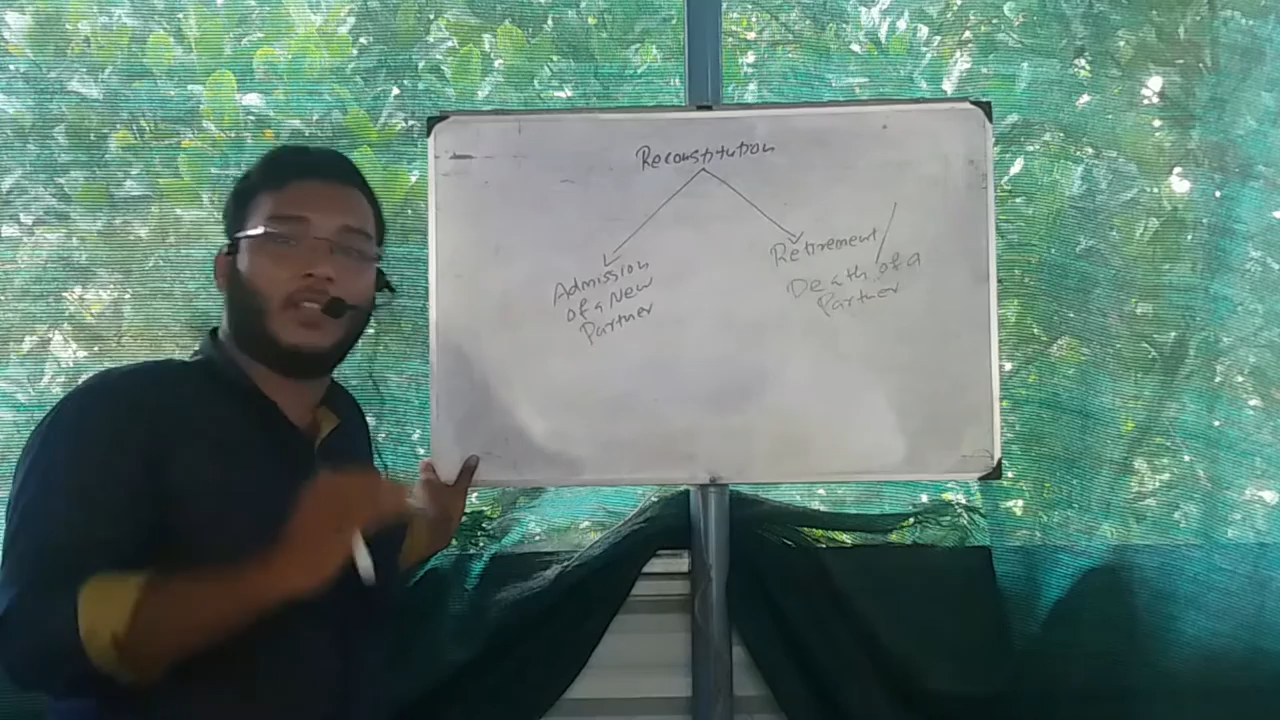 Reconstitution
Admission
of a New
Partner
Retirement /
Death of a
Partner